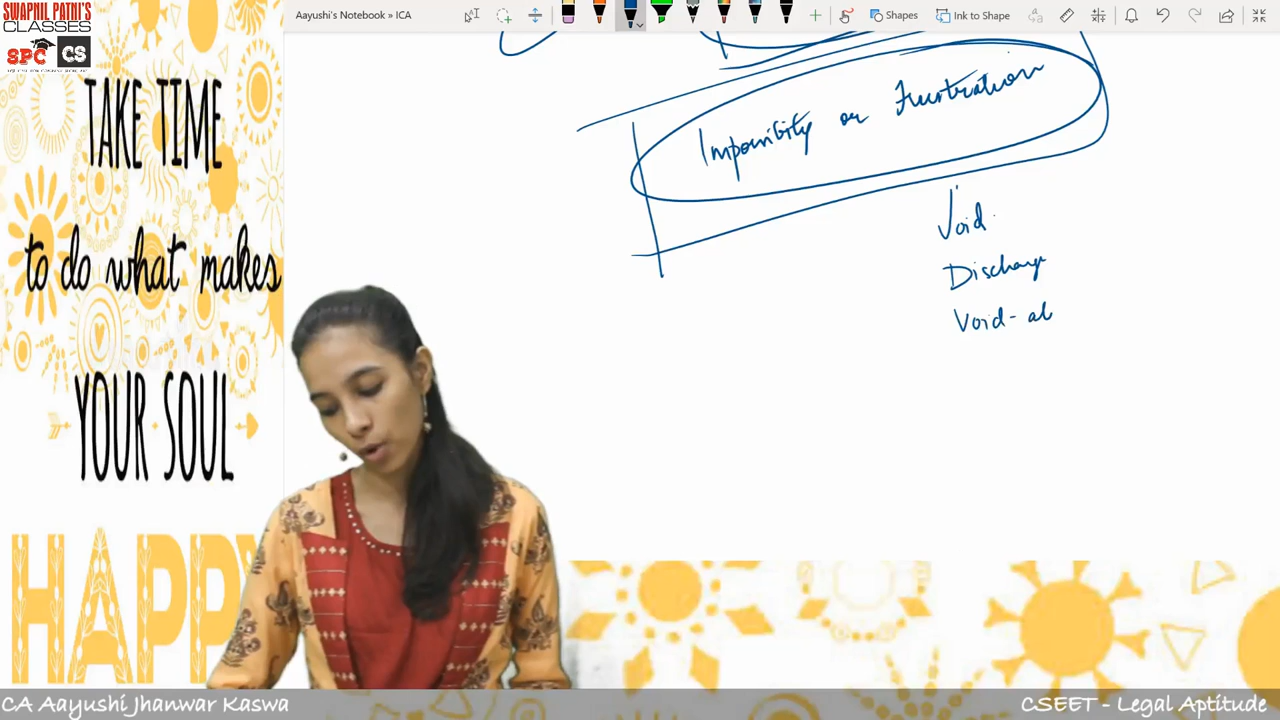 SWAPNIL PATNI'S
CLASSES
SPC CS
Aayushi's Notebook » ICA
Shapes
Ink to Shape
TAKE TIME
to do what makes
YOUR SOUL
HAPPY
Impossibility or Frustration
Void
Discharge
Void-ab
CA Aayushi Jhanwar Kaswa
CSEET - Legal Aptitude